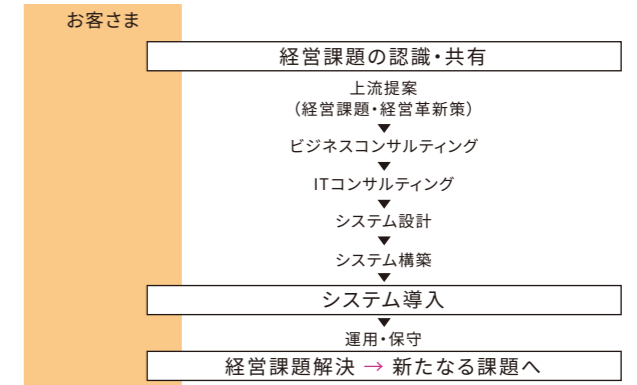 お客さま
経営課題の認識・共有
上流提案
（経営課題・経営革新策）
▼
ビジネスコンサルティング
▼
ITコンサルティング
▼
システム設計
▼
システム構築
▼
システム導入
▼
運用・保守
経営課題解決 → 新たなる課題へ